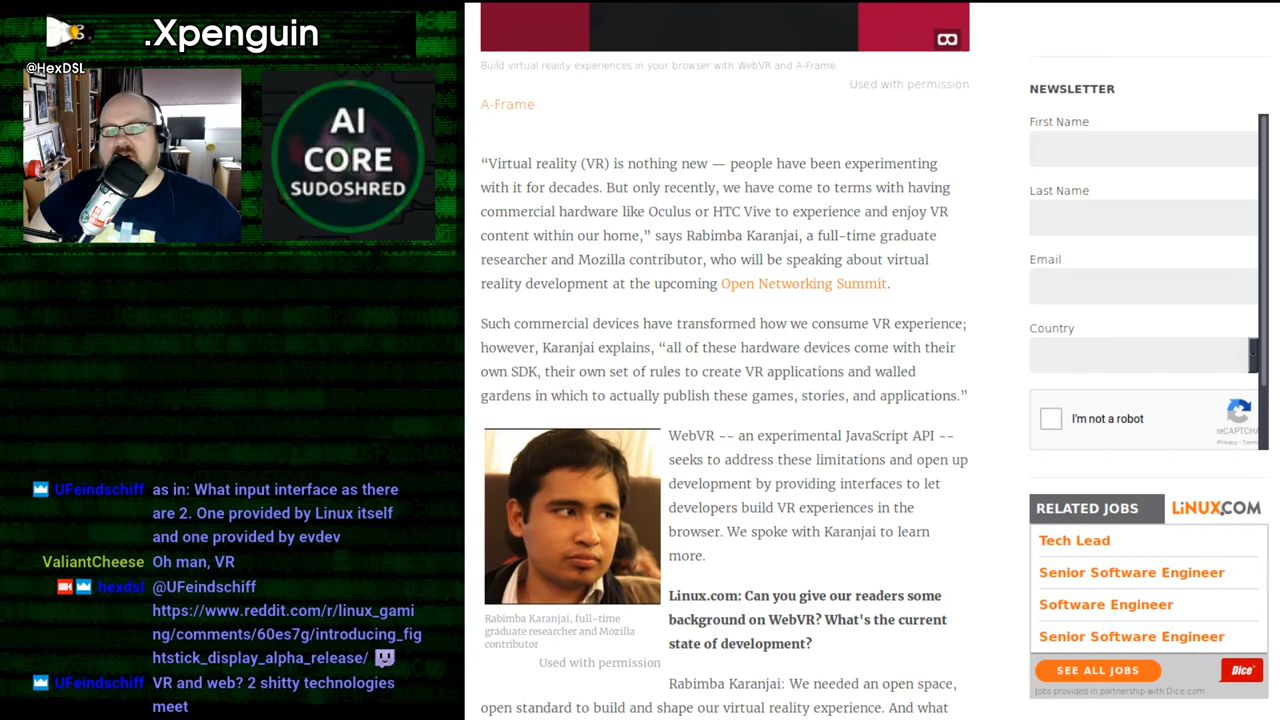 .Xpenguin
@HexDSL
AI
CORE
SUDOSHRED
UFeindschiff as in: What input interface as there
are 2. One provided by Linux itself
and one provided by evdev
ValiantCheese Oh man, VR
hexdsl @UFeindschiff
https://www.reddit.com/r/linux_gami
ng/comments/60es7g/introducing_fig
htstick_display_alpha_release/
UFeindschiff VR and web? 2 shitty technologies
meet
Build virtual reality experiences in your browser with WebVR and A-Frame.
Used with permission
A-Frame
“Virtual reality (VR) is nothing new — people have been experimenting
with it for decades. But only recently, we have come to terms with having
commercial hardware like Oculus or HTC Vive to experience and enjoy VR
content within our home,” says Rabimba Karanjai, a full-time graduate
researcher and Mozilla contributor, who will be speaking about virtual
reality development at the upcoming Open Networking Summit.
Such commercial devices have transformed how we consume VR experience;
however, Karanjai explains, “all of these hardware devices come with their
own SDK, their own set of rules to create VR applications and walled
gardens in which to actually publish these games, stories, and applications.”
WebVR -- an experimental JavaScript API --
seeks to address these limitations and open up
development by providing interfaces to let
developers build VR experiences in the
browser. We spoke with Karanjai to learn
more.
Rabimba Karanjai, full-time
graduate researcher and Mozilla
contributor
Used with permission
Linux.com: Can you give our readers some
background on WebVR? What's the current
state of development?
Rabimba Karanjai: We needed an open space,
open standard to build and shape our virtual reality experience. And what
NEWSLETTER
First Name
Last Name
Email
Country
I'm not a robot
reCAPTCHA
Privacy - Terms
RELATED JOBS LINUX.COM
Tech Lead
Senior Software Engineer
Software Engineer
Senior Software Engineer
SEE ALL JOBS Dice
Jobs provided in partnership with Dice.com